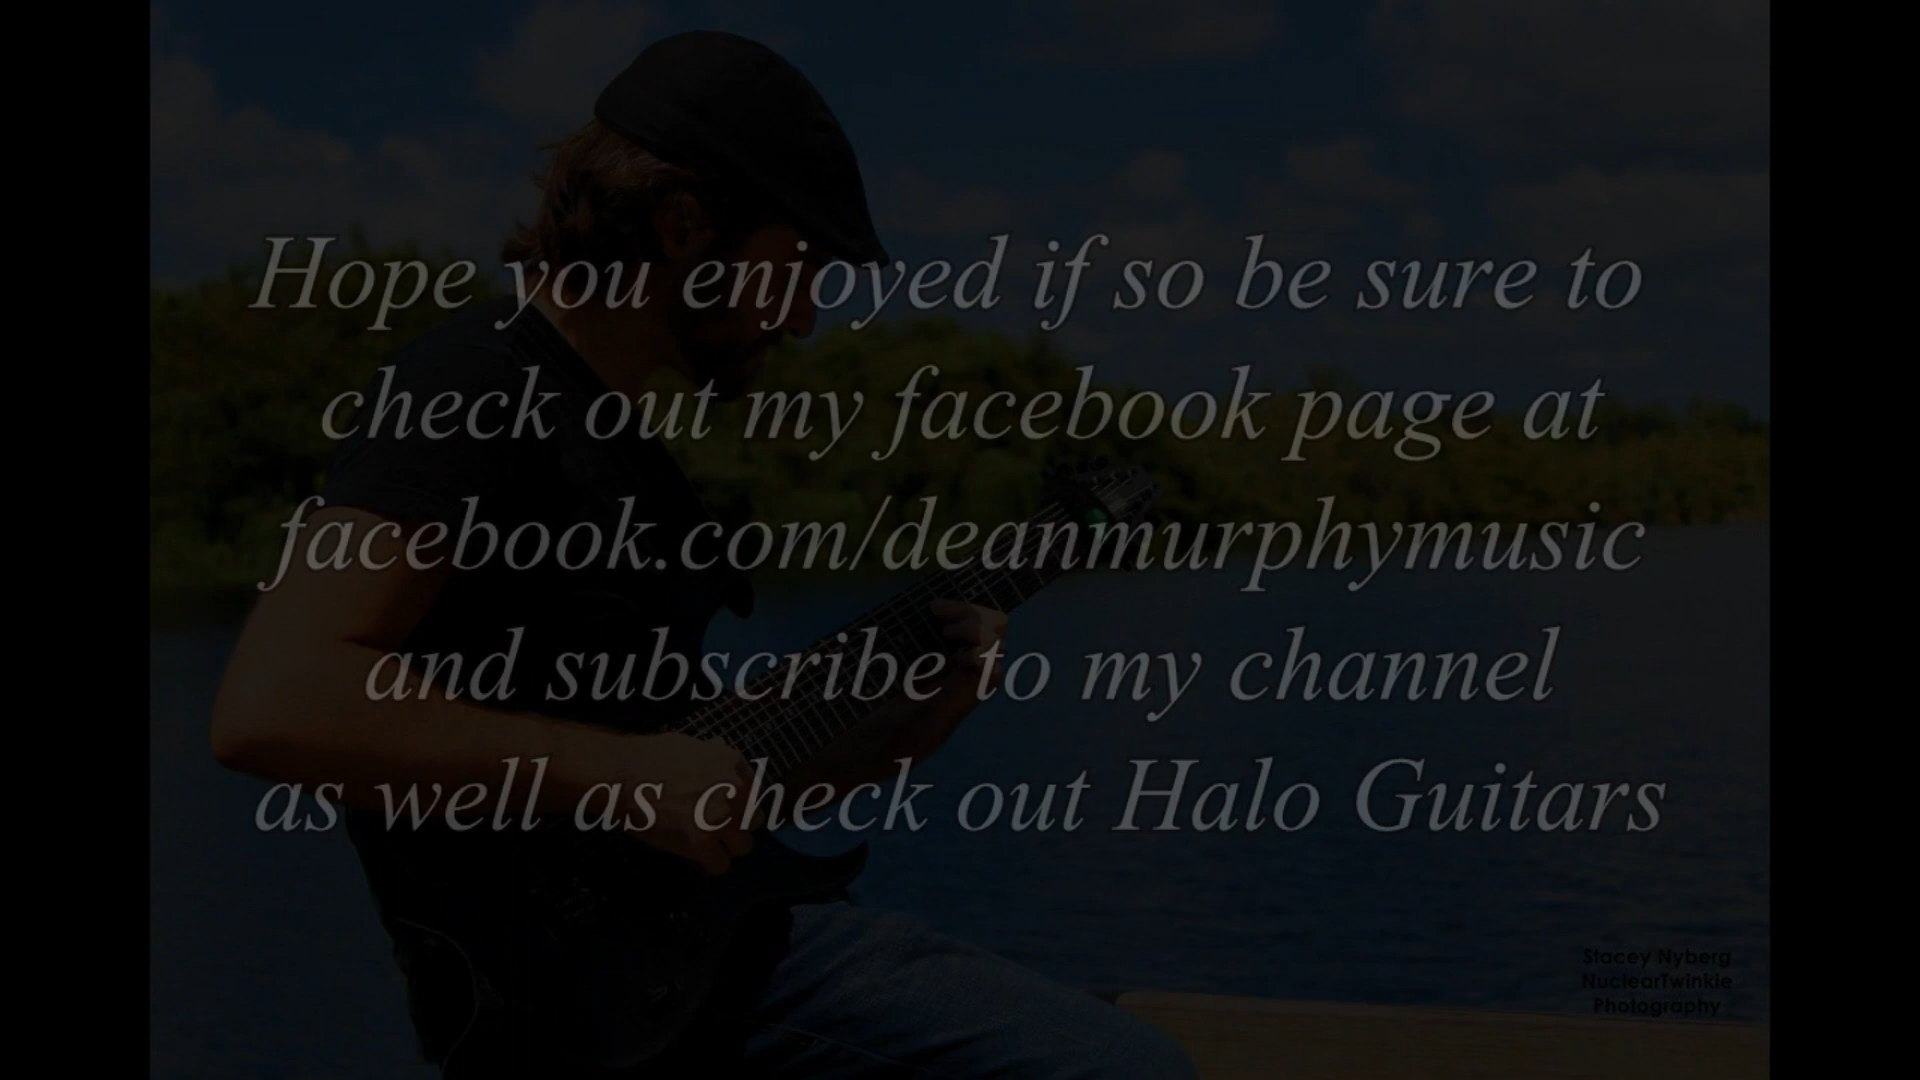 Hope you enjoyed if so be sure to
check out my facebook page at
facebook.com/deanmurphymusic
and subscribe to my channel
as well as check out Halo Guitars
Stacey Nyberg
NuclearTwinkie
Photography